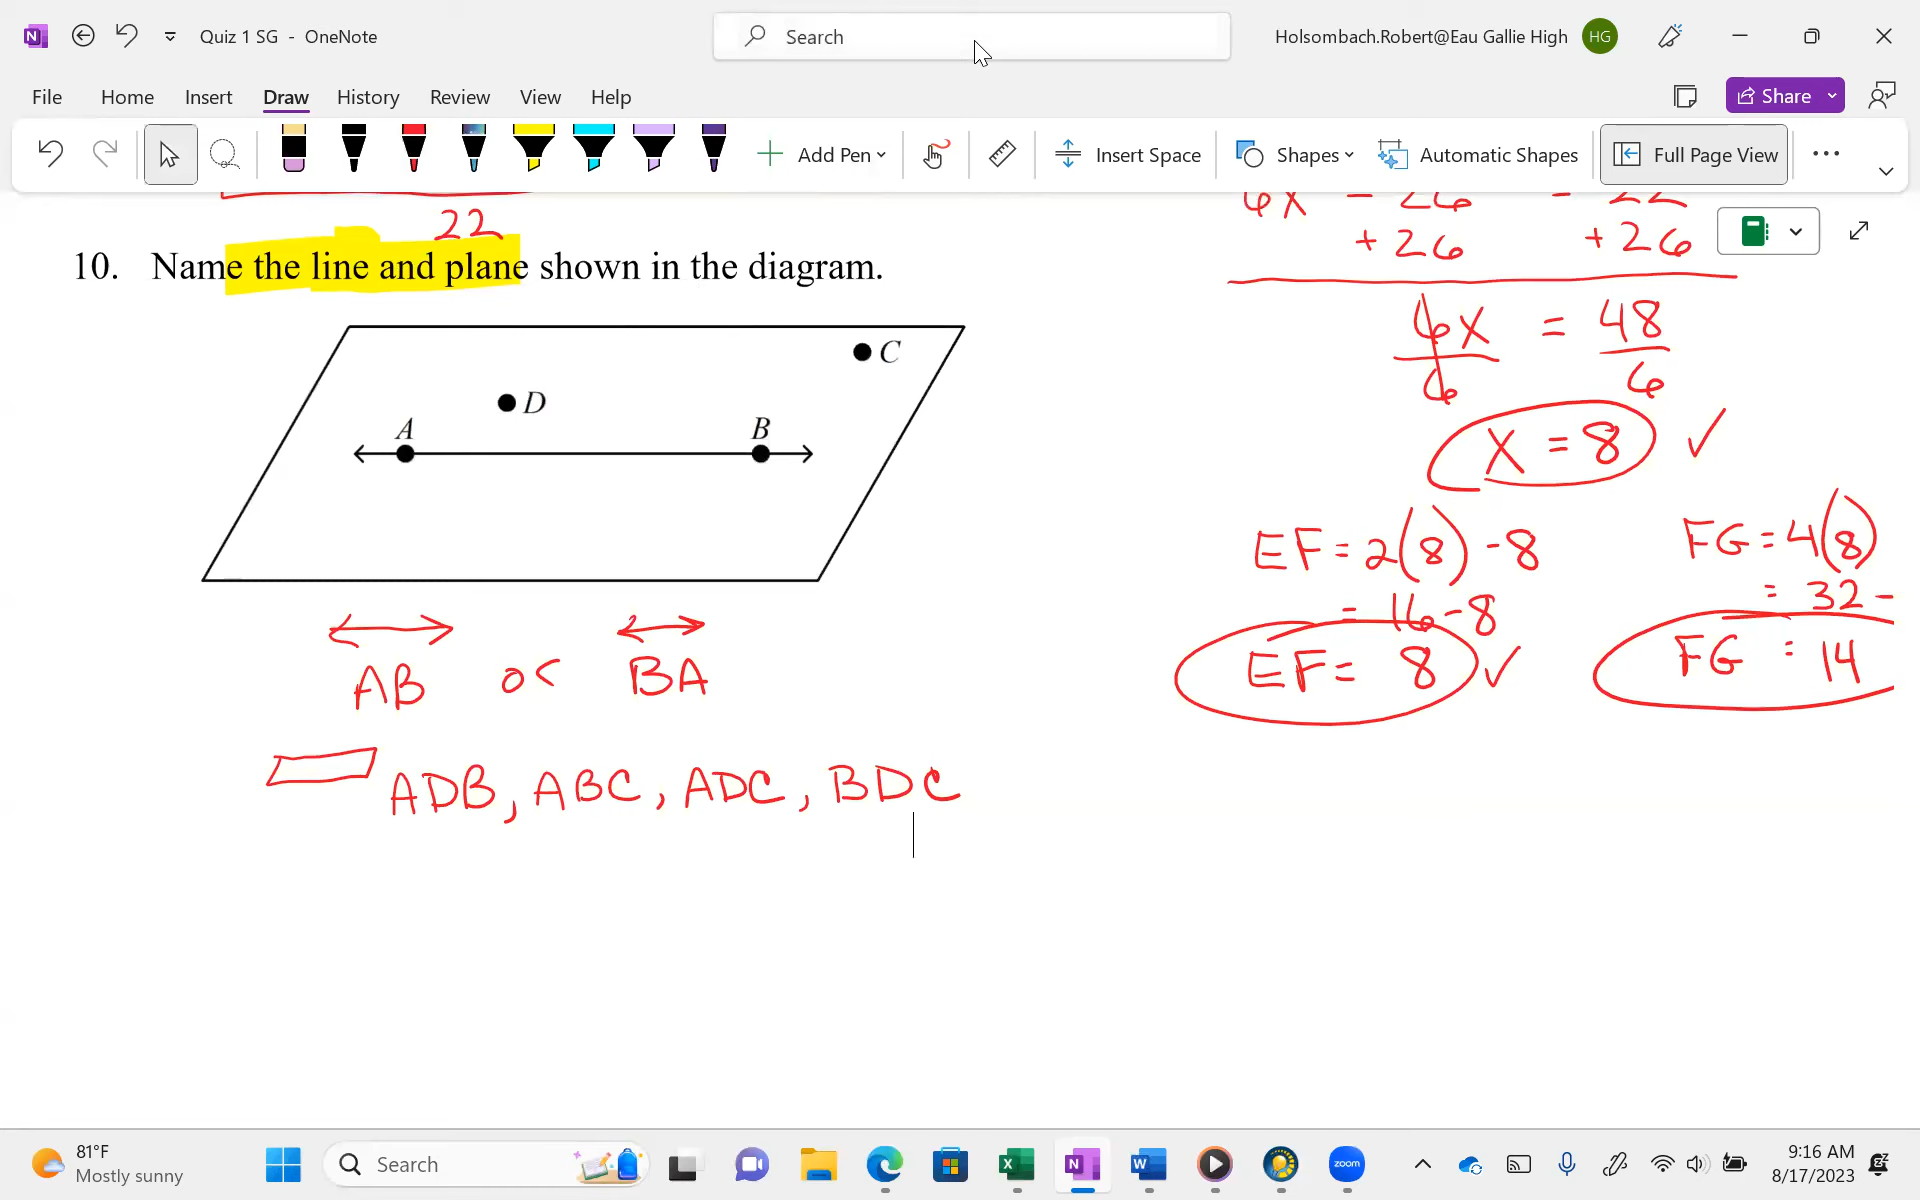 Quiz 1 SG - OneNote
Search
Holsombach.Robert@Eau Gallie High
HG
File Home Insert Draw History Review View Help
Share
Add Pen
Insert Space
Shapes
Automatic Shapes
Full Page View
22
10. Name the line and plane shown in the diagram.
C
D
A
B
AB or BA
ADB, ABC, ADC, BDC
6x - 26 = 22
+ 26 + 26
6x = 48
6 6
x = 8 ✓
EF = 2(8) - 8
= 16 - 8
EF = 8 ✓
FG = 4(8)
= 32 -
FG = 14
81°F
Mostly sunny
Search
zoom
9:16 AM
8/17/2023